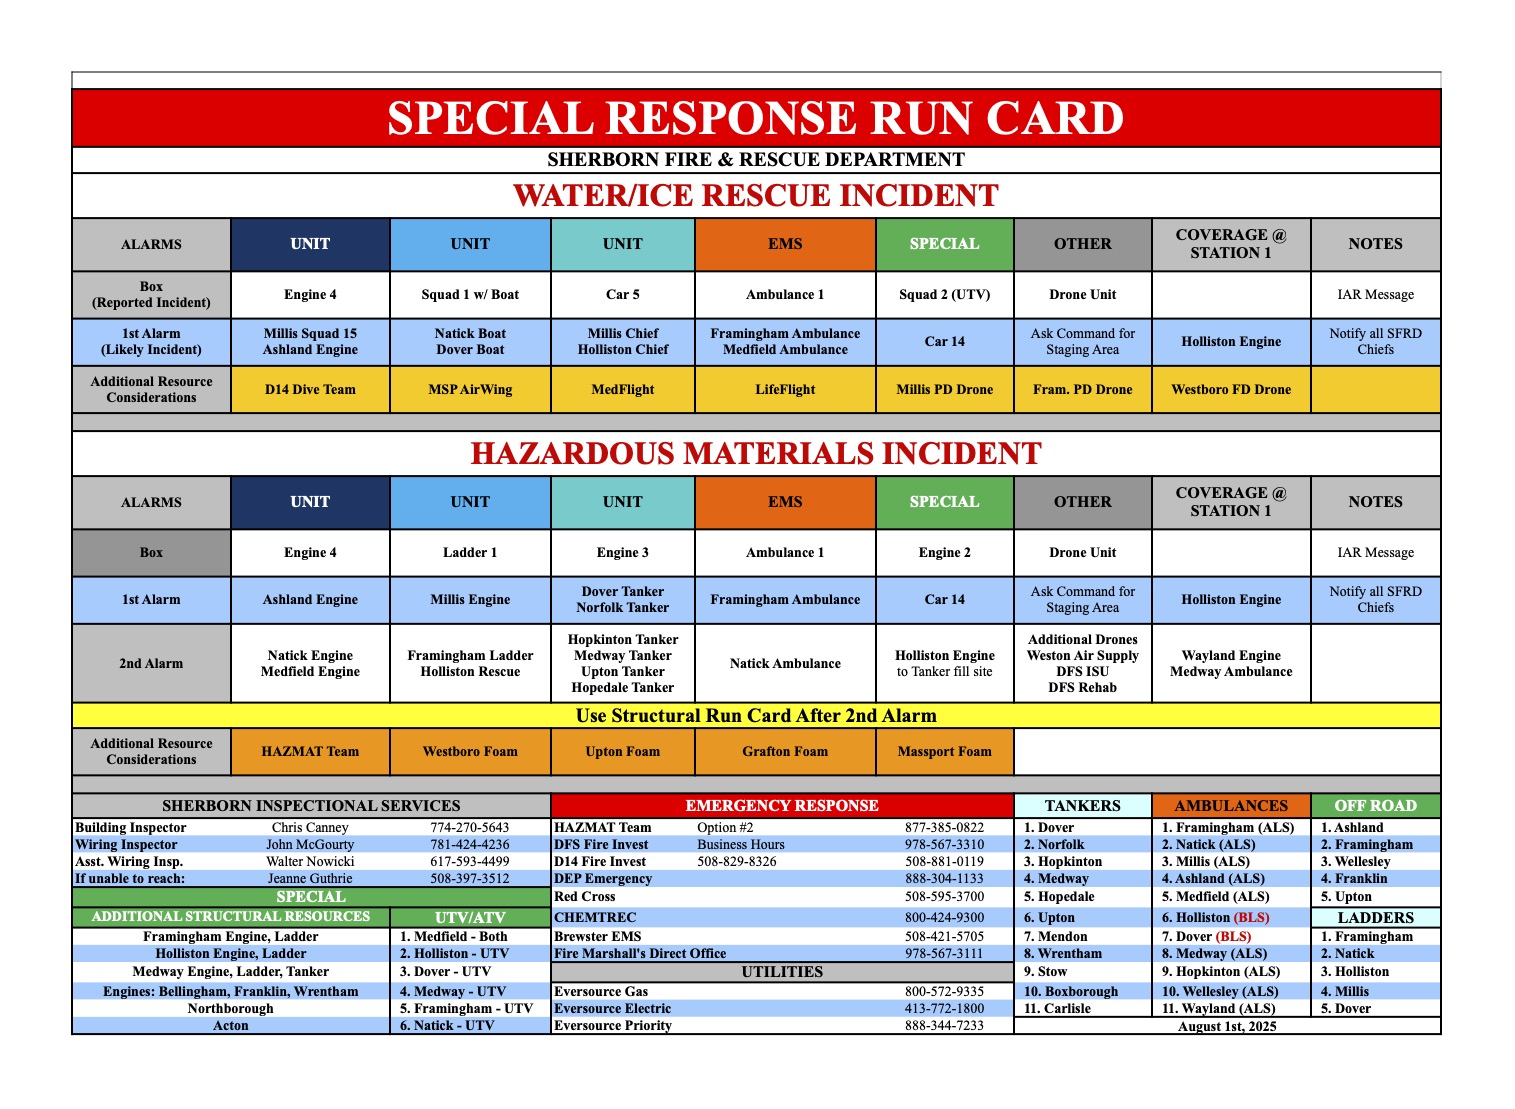 SPECIAL RESPONSE RUN CARD
SHERBORN FIRE & RESCUE DEPARTMENT
WATER/ICE RESCUE INCIDENT
ALARMS UNIT UNIT UNIT EMS SPECIAL OTHER COVERAGE @ STATION 1 NOTES
Box (Reported Incident) Engine 4 Squad 1 w/ Boat Car 5 Ambulance 1 Squad 2 (UTV) Drone Unit IAR Message
1st Alarm (Likely Incident) Millis Squad 15 Ashland Engine Natick Boat Dover Boat Millis Chief Holliston Chief Framingham Ambulance Medfield Ambulance Car 14 Ask Command for Staging Area Holliston Engine Notify all SFRD Chiefs
Additional Resource Considerations D14 Dive Team MSP AirWing MedFlight LifeFlight Millis PD Drone Fram. PD Drone Westboro FD Drone
HAZARDOUS MATERIALS INCIDENT
ALARMS UNIT UNIT UNIT EMS SPECIAL OTHER COVERAGE @ STATION 1 NOTES
Box Engine 4 Ladder 1 Engine 3 Ambulance 1 Engine 2 Drone Unit IAR Message
1st Alarm Ashland Engine Millis Engine Dover Tanker Norfolk Tanker Framingham Ambulance Car 14 Ask Command for Staging Area Holliston Engine Notify all SFRD Chiefs
2nd Alarm Natick Engine Medfield Engine Framingham Ladder Holliston Rescue Hopkinton Tanker Medway Tanker Upton Tanker Hopedale Tanker Natick Ambulance Holliston Engine to Tanker fill site Additional Drones Weston Air Supply DFS ISU DFS Rehab Wayland Engine Medway Ambulance
Use Structural Run Card After 2nd Alarm
Additional Resource Considerations HAZMAT Team Westboro Foam Upton Foam Grafton Foam Massport Foam
SHERBORN INSPECTIONAL SERVICES
Building Inspector Chris Canney 774-270-5643
Wiring Inspector John McGourty 781-424-4236
Asst. Wiring Insp. Walter Nowicki 617-593-4499
If unable to reach: Jeanne Guthrie 508-397-3512
SPECIAL
ADDITIONAL STRUCTURAL RESOURCES
Framingham Engine, Ladder
Holliston Engine, Ladder
Medway Engine, Ladder, Tanker
Engines: Bellingham, Franklin, Wrentham
Northborough
Acton
UTV/ATV
1. Medfield - Both
2. Holliston - UTV
3. Dover - UTV
4. Medway - UTV
5. Framingham - UTV
6. Natick - UTV
EMERGENCY RESPONSE
HAZMAT Team Option #2 877-385-0822
DFS Fire Invest Business Hours 978-567-3310
D14 Fire Invest 508-829-8326 508-881-0119
DEP Emergency 888-304-1133
Red Cross 508-595-3700
CHEMTREC 800-424-9300
Brewster EMS 508-421-5705
Fire Marshall's Direct Office 978-567-3111
UTILITIES
Eversource Gas 800-572-9335
Eversource Electric 413-772-1800
Eversource Priority 888-344-7233
TANKERS
1. Dover
2. Norfolk
3. Hopkinton
4. Medway
5. Hopedale
6. Upton
7. Mendon
8. Wrentham
9. Stow
10. Boxborough
11. Carlisle
AMBULANCES
1. Framingham (ALS)
2. Natick (ALS)
3. Millis (ALS)
4. Ashland (ALS)
5. Medfield (ALS)
6. Holliston (BLS)
7. Dover (BLS)
8. Medway (ALS)
9. Hopkinton (ALS)
10. Wellesley (ALS)
11. Wayland (ALS)
OFF ROAD
1. Ashland
2. Framingham
3. Wellesley
4. Franklin
5. Upton
LADDERS
1. Framingham
2. Natick
3. Holliston
4. Millis
5. Dover
August 1st, 2025